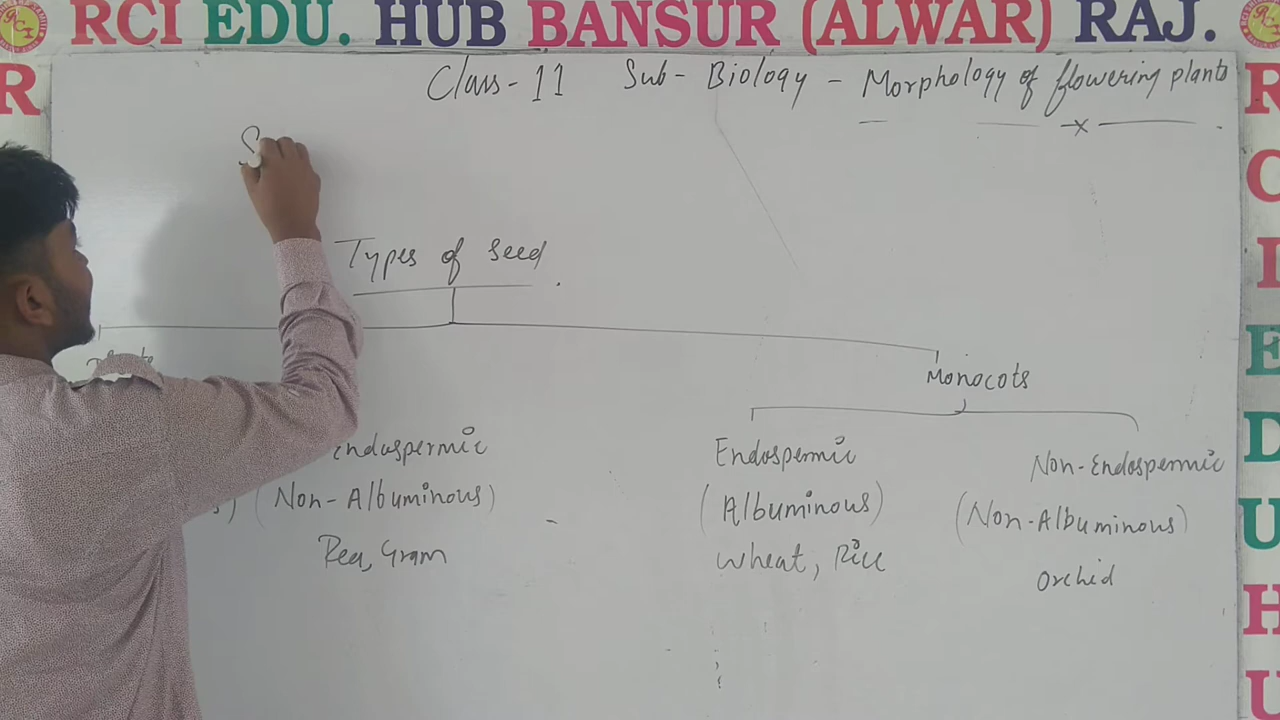 RCI EDU. HUB BANSUR (ALWAR) RAJ.
Class-11 Sub- Biology - Morphology of flowering plants
S
Types of Seed
Monocots
endospermic
(Non-Albuminous)
Pea, Gram
Endospermic
(Albuminous)
Wheat, Rice
Non-Endospermic
(Non-Albuminous)
Orchid
R
R
C
I
E
D
U
H
U